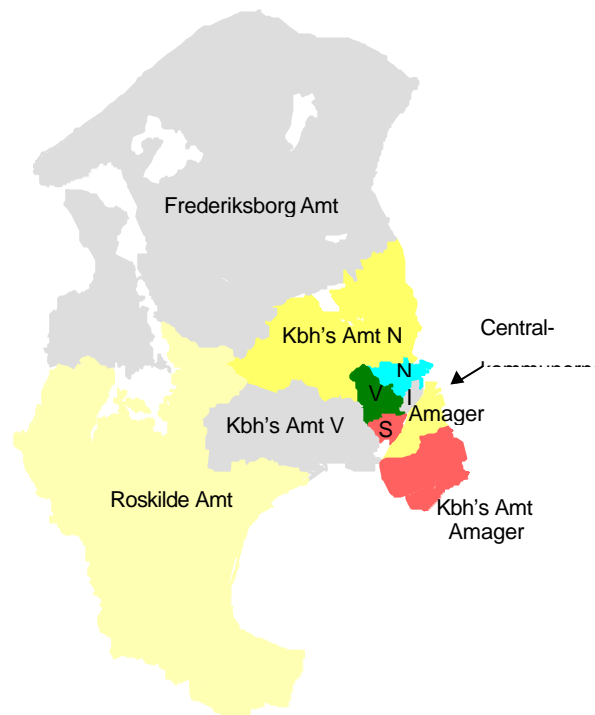 Frederiksborg Amt
Kbh's Amt N
Central-
N
V
I
Amager
Kbh's Amt V
S
Roskilde Amt
Kbh's Amt
Amager